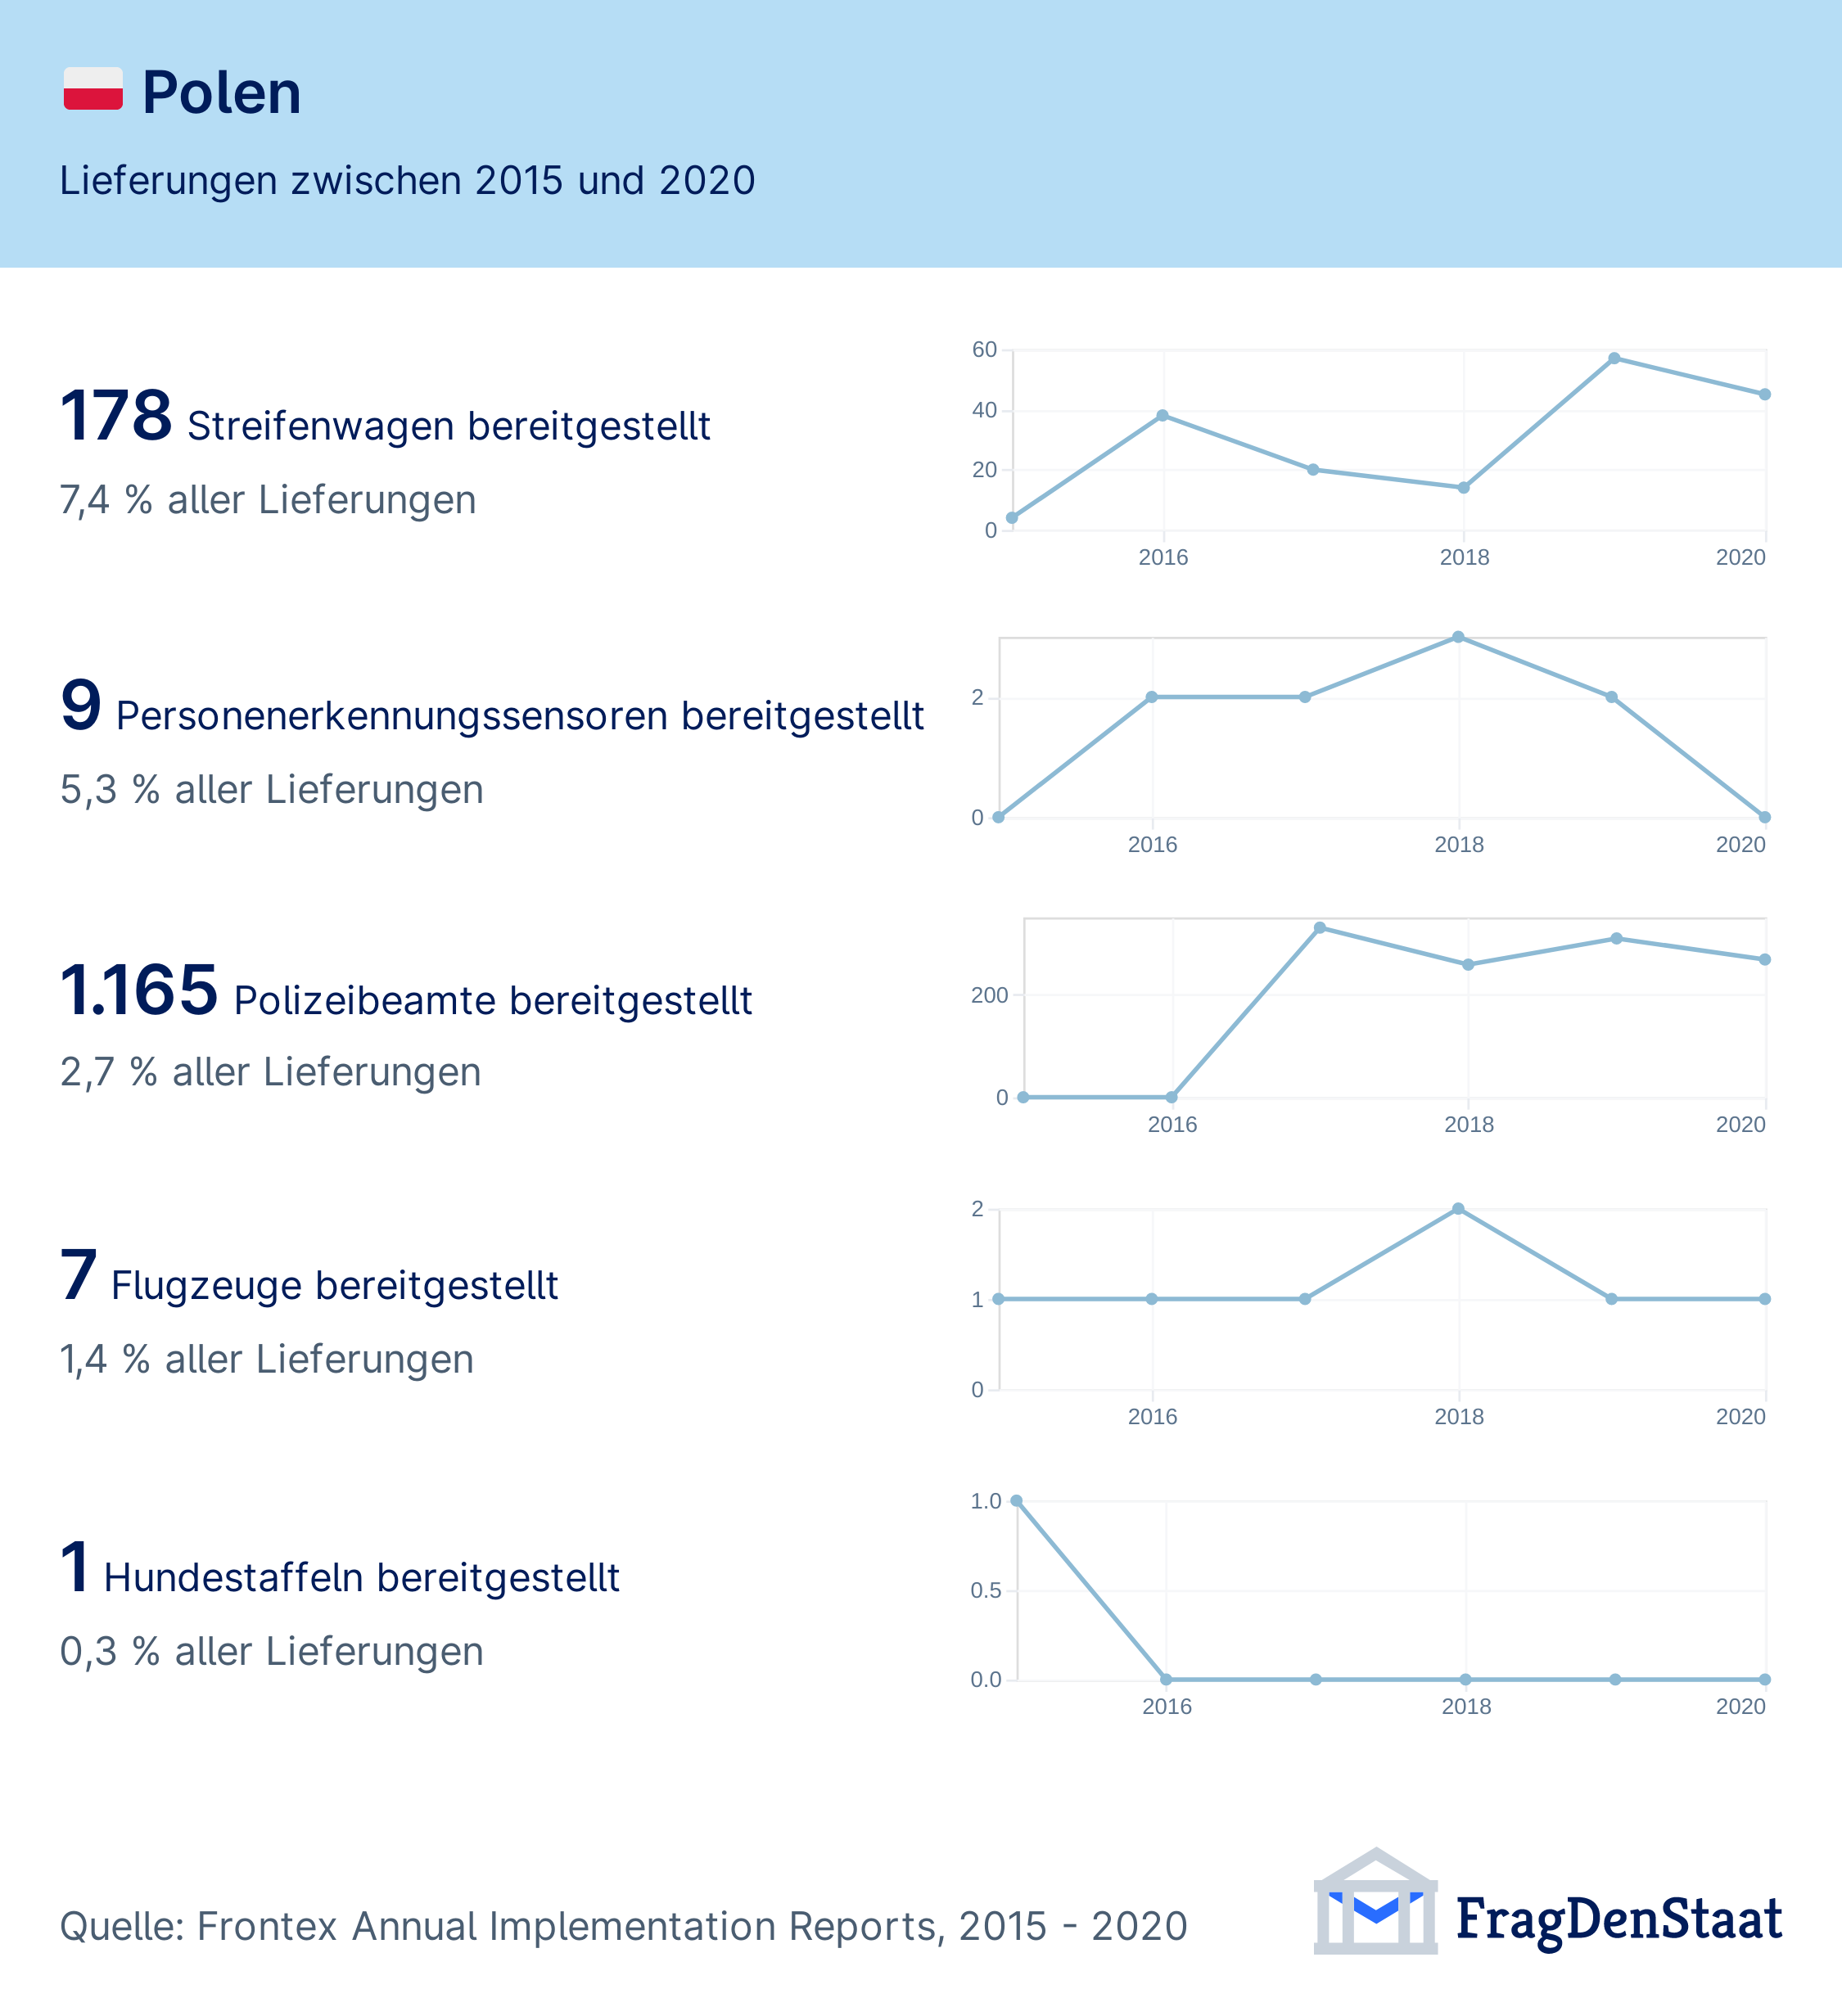 Polen
Lieferungen zwischen 2015 und 2020
178 Streifenwagen bereitgestellt
7,4 % aller Lieferungen
60
40
20
0
2016 2018 2020
9 Personenerkennungssensoren bereitgestellt
5,3 % aller Lieferungen
2
0
2016 2018 2020
1.165 Polizeibeamte bereitgestellt
2,7 % aller Lieferungen
200
0
2016 2018 2020
7 Flugzeuge bereitgestellt
1,4 % aller Lieferungen
2
1
0
2016 2018 2020
1 Hundestaffeln bereitgestellt
0,3 % aller Lieferungen
1.0
0.5
0.0
2016 2018 2020
Quelle: Frontex Annual Implementation Reports, 2015 - 2020
FragDenStaat